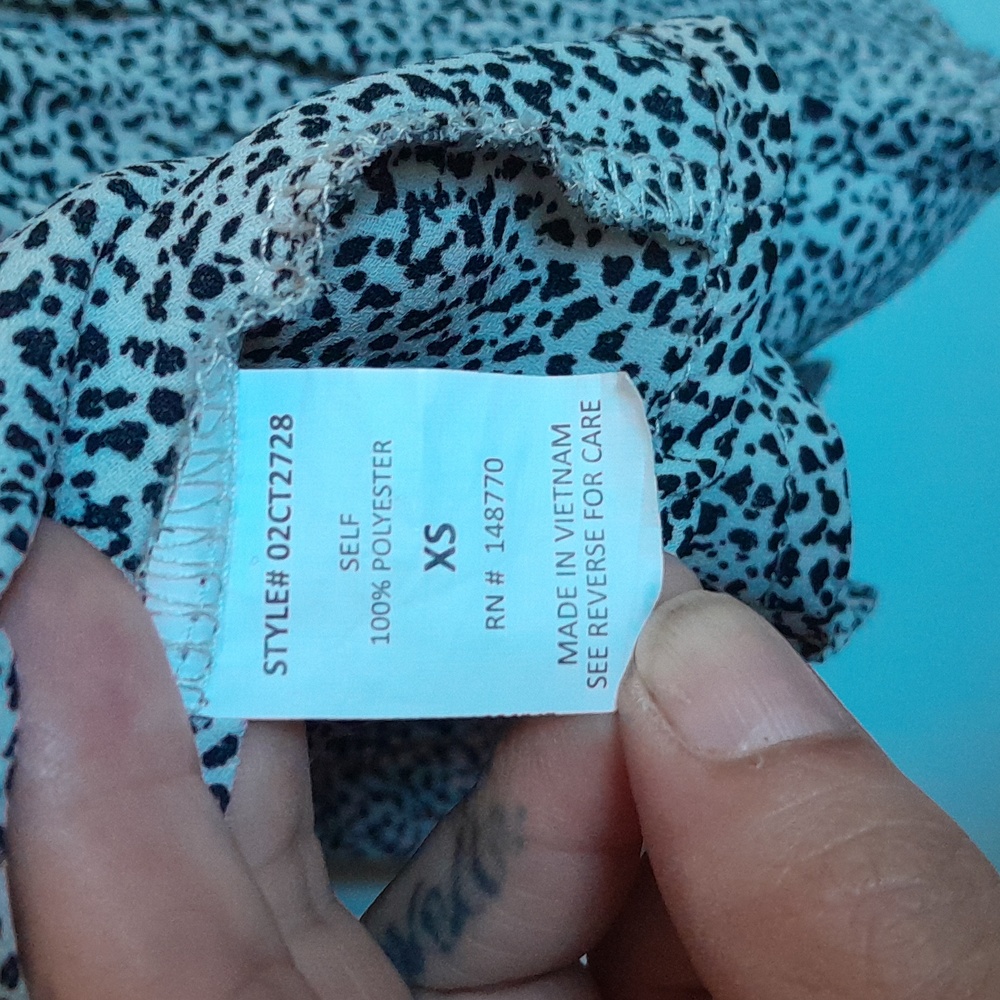 STYLE# 02CT2728
SELF
100% POLYESTER
XS
RN # 148770
MADE IN VIETNAM
SEE REVERSE FOR CARE